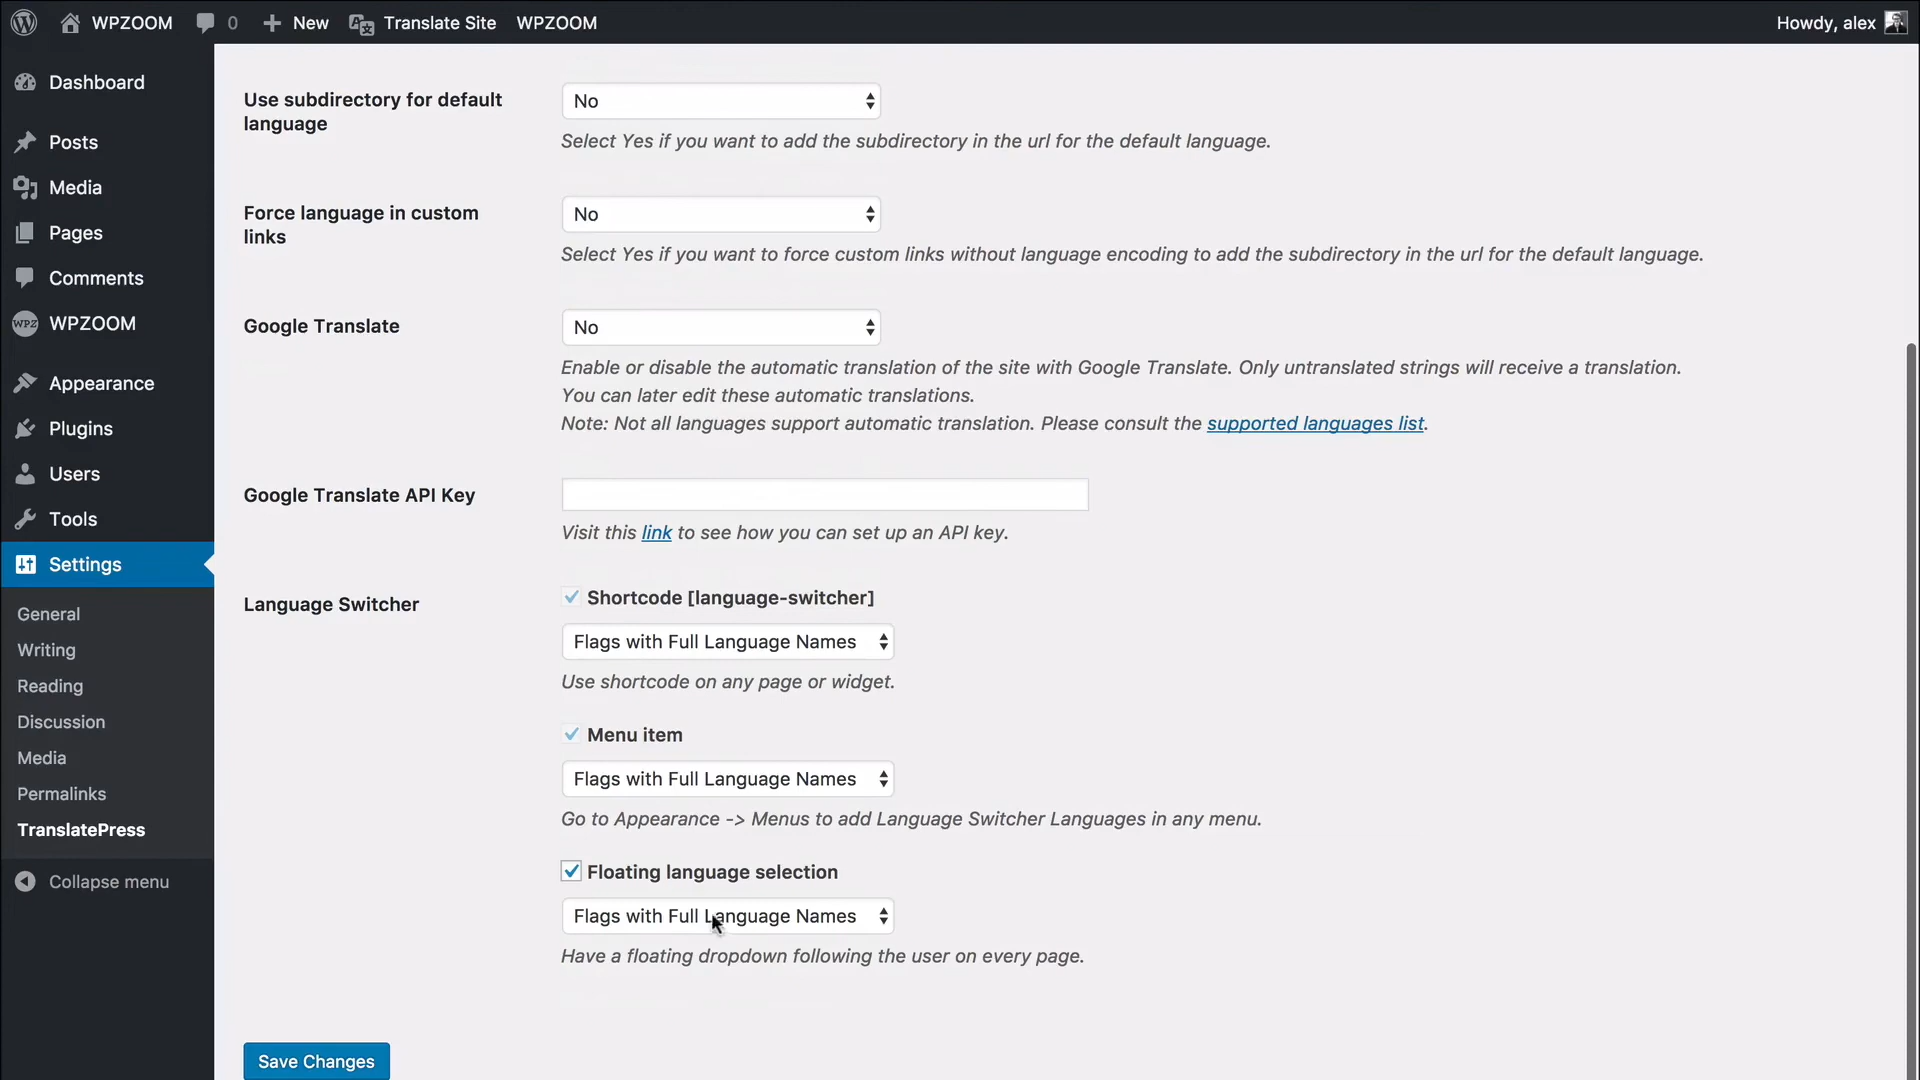 WPZOOM 0 New Translate Site WPZOOM Howdy, alex
Dashboard
Posts
Media
Pages
Comments
WPZ WPZOOM
Appearance
Plugins
Users
Tools
Settings
General
Writing
Reading
Discussion
Media
Permalinks
TranslatePress
Collapse menu
Use subdirectory for default
language
No
Select Yes if you want to add the subdirectory in the url for the default language.
Force language in custom
links
No
Select Yes if you want to force custom links without language encoding to add the subdirectory in the url for the default language.
Google Translate
No
Enable or disable the automatic translation of the site with Google Translate. Only untranslated strings will receive a translation.
You can later edit these automatic translations.
Note: Not all languages support automatic translation. Please consult the supported languages list.
Google Translate API Key
Visit this link to see how you can set up an API key.
Language Switcher
Shortcode [language-switcher]
Flags with Full Language Names
Use shortcode on any page or widget.
Menu item
Flags with Full Language Names
Go to Appearance -> Menus to add Language Switcher Languages in any menu.
Floating language selection
Flags with Full Language Names
Have a floating dropdown following the user on every page.
Save Changes